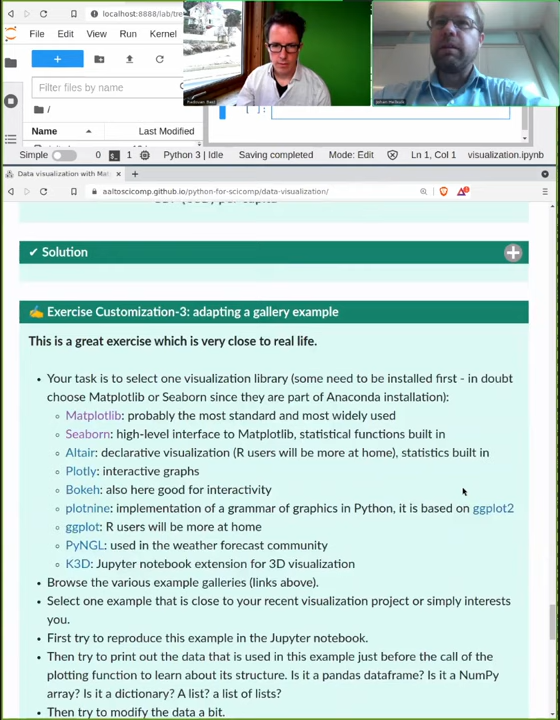 localhost:8888/lab/tre
File Edit View Run Kernel
+
Filter files by name
/
Name Last Modified
[ ]:
Simple 0 1 Python 3 | Idle Saving completed Mode: Edit Ln 1, Col 1 visualization.ipynb
Data visualization with Mat
aaltoscicomp.github.io/python-for-scicomp/data-visualization/
✔ Solution
✍ Exercise Customization-3: adapting a gallery example
This is a great exercise which is very close to real life.
• Your task is to select one visualization library (some need to be installed first - in doubt
choose Matplotlib or Seaborn since they are part of Anaconda installation):
◦ Matplotlib: probably the most standard and most widely used
◦ Seaborn: high-level interface to Matplotlib, statistical functions built in
◦ Altair: declarative visualization (R users will be more at home), statistics built in
◦ Plotly: interactive graphs
◦ Bokeh: also here good for interactivity
◦ plotnine: implementation of a grammar of graphics in Python, it is based on ggplot2
◦ ggplot: R users will be more at home
◦ PyNGL: used in the weather forecast community
◦ K3D: Jupyter notebook extension for 3D visualization
• Browse the various example galleries (links above).
• Select one example that is close to your recent visualization project or simply interests
you.
• First try to reproduce this example in the Jupyter notebook.
• Then try to print out the data that is used in this example just before the call of the
plotting function to learn about its structure. Is it a pandas dataframe? Is it a NumPy
array? Is it a dictionary? A list? a list of lists?
• Then try to modify the data a bit.